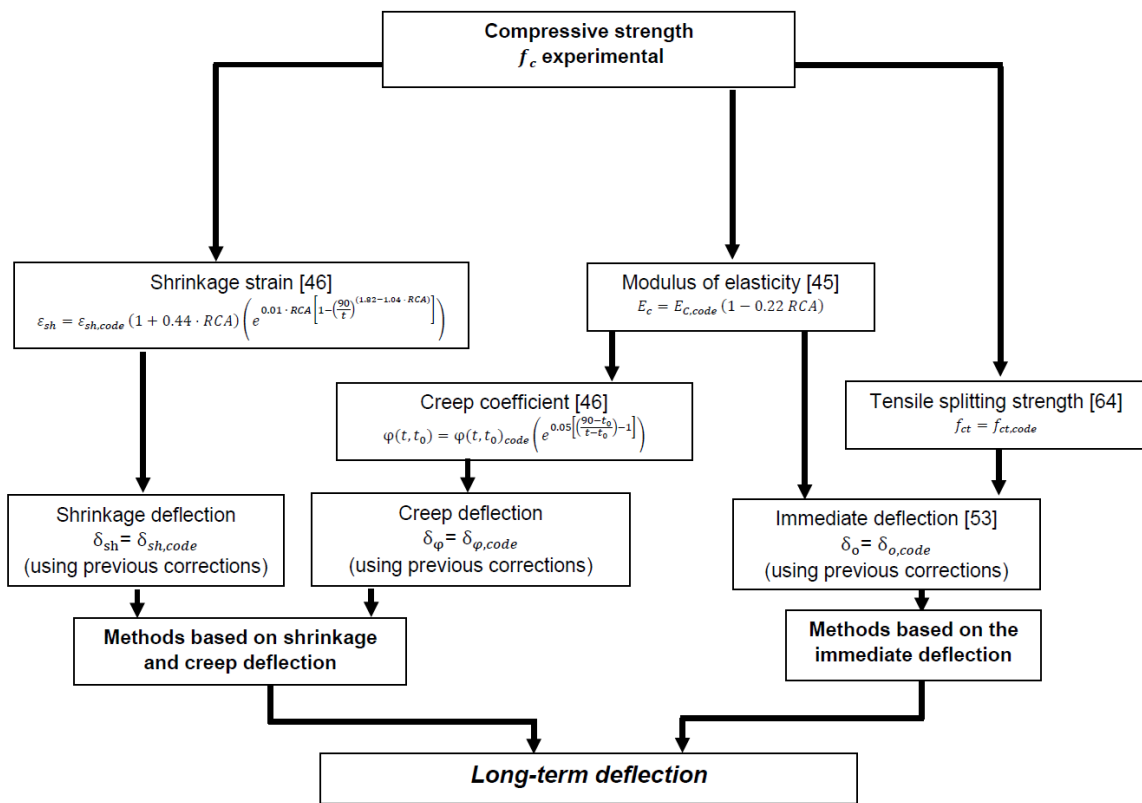 Compressive strength
f_c experimental
Shrinkage strain [46]
ε_sh = ε_sh,code (1 + 0.44 · RCA) (e^{0.01 · RCA [1−(90/t)^{(1.82−1.04 · RCA)}]})
Modulus of elasticity [45]
E_c = E_C,code (1 − 0.22 RCA)
Creep coefficient [46]
φ(t, t_0) = φ(t, t_0)_code (e^{0.05[((90−t_0)/(t−t_0))−1]})
Tensile splitting strength [64]
f_ct = f_ct,code
Shrinkage deflection
δ_sh= δ_sh,code
(using previous corrections)
Creep deflection
δ_φ= δ_φ,code
(using previous corrections)
Immediate deflection [53]
δ_o= δ_o,code
(using previous corrections)
Methods based on shrinkage
and creep deflection
Methods based on the
immediate deflection
Long-term deflection